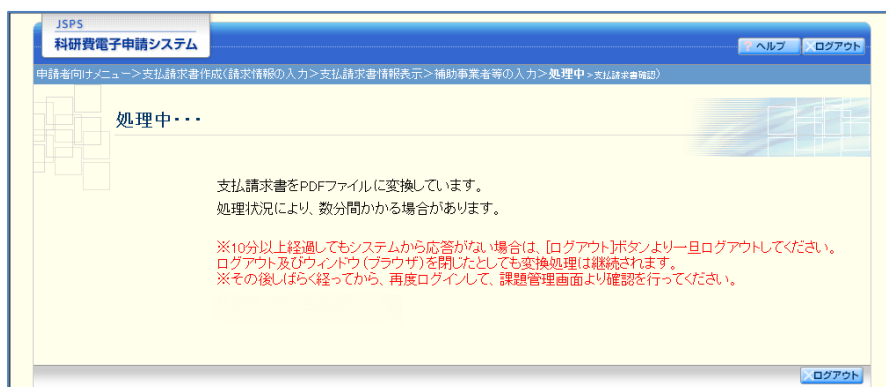 JSPS
科研費電子申請システム
? ヘルプ
ログアウト
申請者向けメニュー>支払請求書作成(請求情報の入力>支払請求書情報表示>補助事業者等の入力>処理中>支払請求書確認)
処理中・・・
支払請求書をPDFファイルに変換しています。
処理状況により、数分間かかる場合があります。
※10分以上経過してもシステムから応答がない場合は、[ログアウト]ボタンより一旦ログアウトしてください。
ログアウト及びウィンドウ(ブラウザ)を閉じたとしても変換処理は継続されます。
※その後しばらく経ってから、再度ログインして、課題管理画面より確認を行ってください。
ログアウト